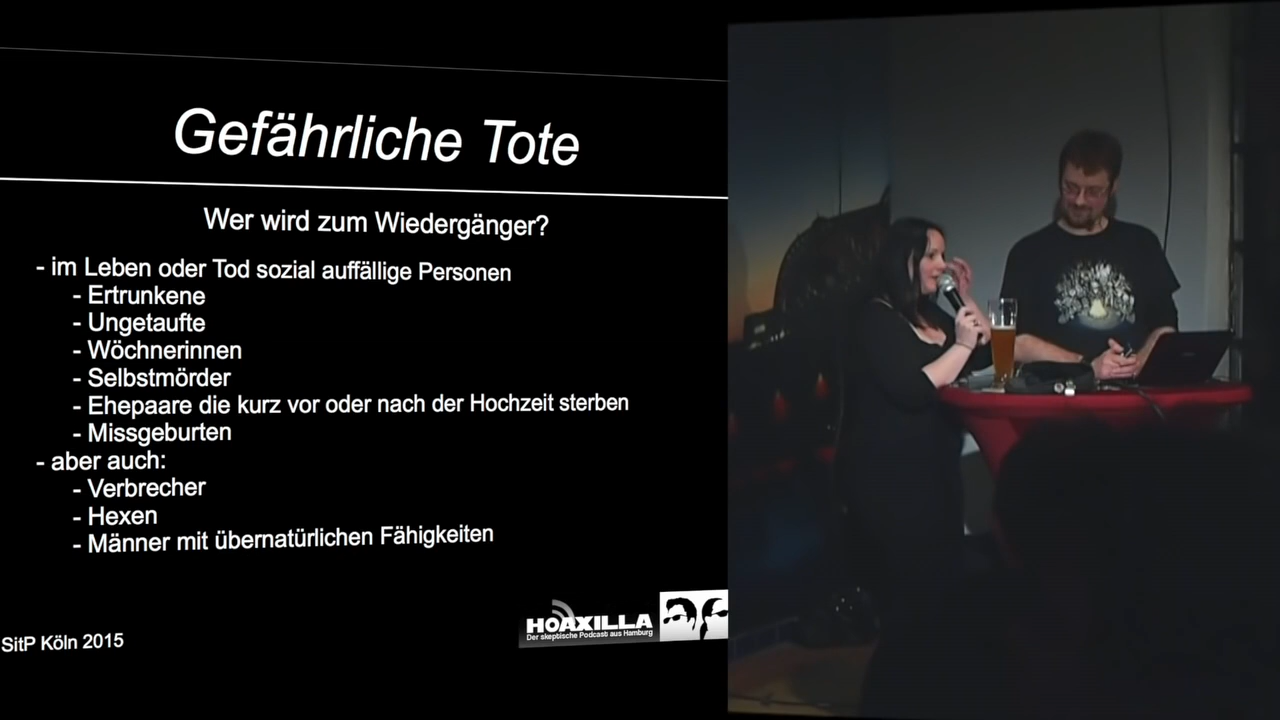 Gefährliche Tote
Wer wird zum Wiedergänger?
- im Leben oder Tod sozial auffällige Personen
- Ertrunkene
- Ungetaufte
- Wöchnerinnen
- Selbstmörder
- Ehepaare die kurz vor oder nach der Hochzeit sterben
- Missgeburten
- aber auch:
- Verbrecher
- Hexen
- Männer mit übernatürlichen Fähigkeiten
SitP Köln 2015
HOAXILLA
Der skeptische Podcast aus Hamburg